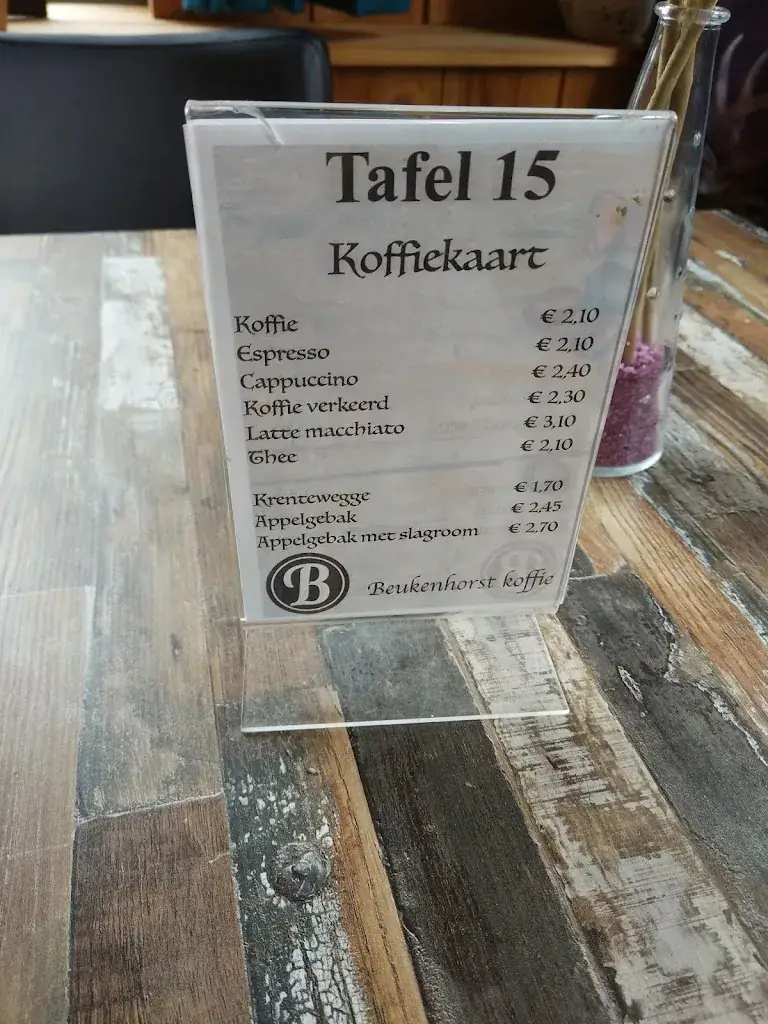 Tafel 15
Koffiekaart
Koffie € 2,10
Espresso € 2,10
Cappuccino € 2,40
Koffie verkeerd € 2,30
Latte macchiato € 3,10
Thee € 2,10
Krentewegge € 1,70
Appelgebak € 2,45
Appelgebak met slagroom € 2,70
B Beukenhorst koffie